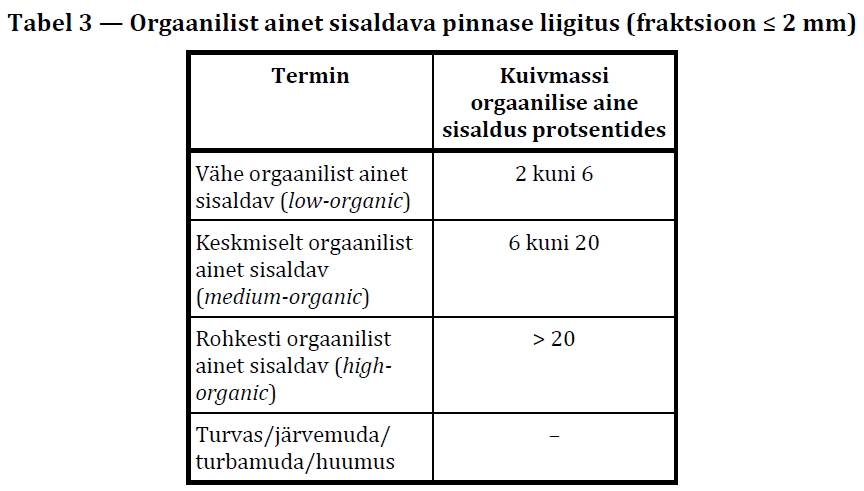 Tabel 3 — Orgaanilist ainet sisaldava pinnase liigitus (fraktsioon ≤ 2 mm)
Termin
Kuivmassi
orgaanilise aine
sisaldus protsentides
Vähe orgaanilist ainet
sisaldav (low-organic)
2 kuni 6
Keskmiselt orgaanilist
ainet sisaldav
(medium-organic)
6 kuni 20
Rohkesti orgaanilist
ainet sisaldav (high-
organic)
> 20
Turvas/järvemuda/
turbamuda/huumus
–